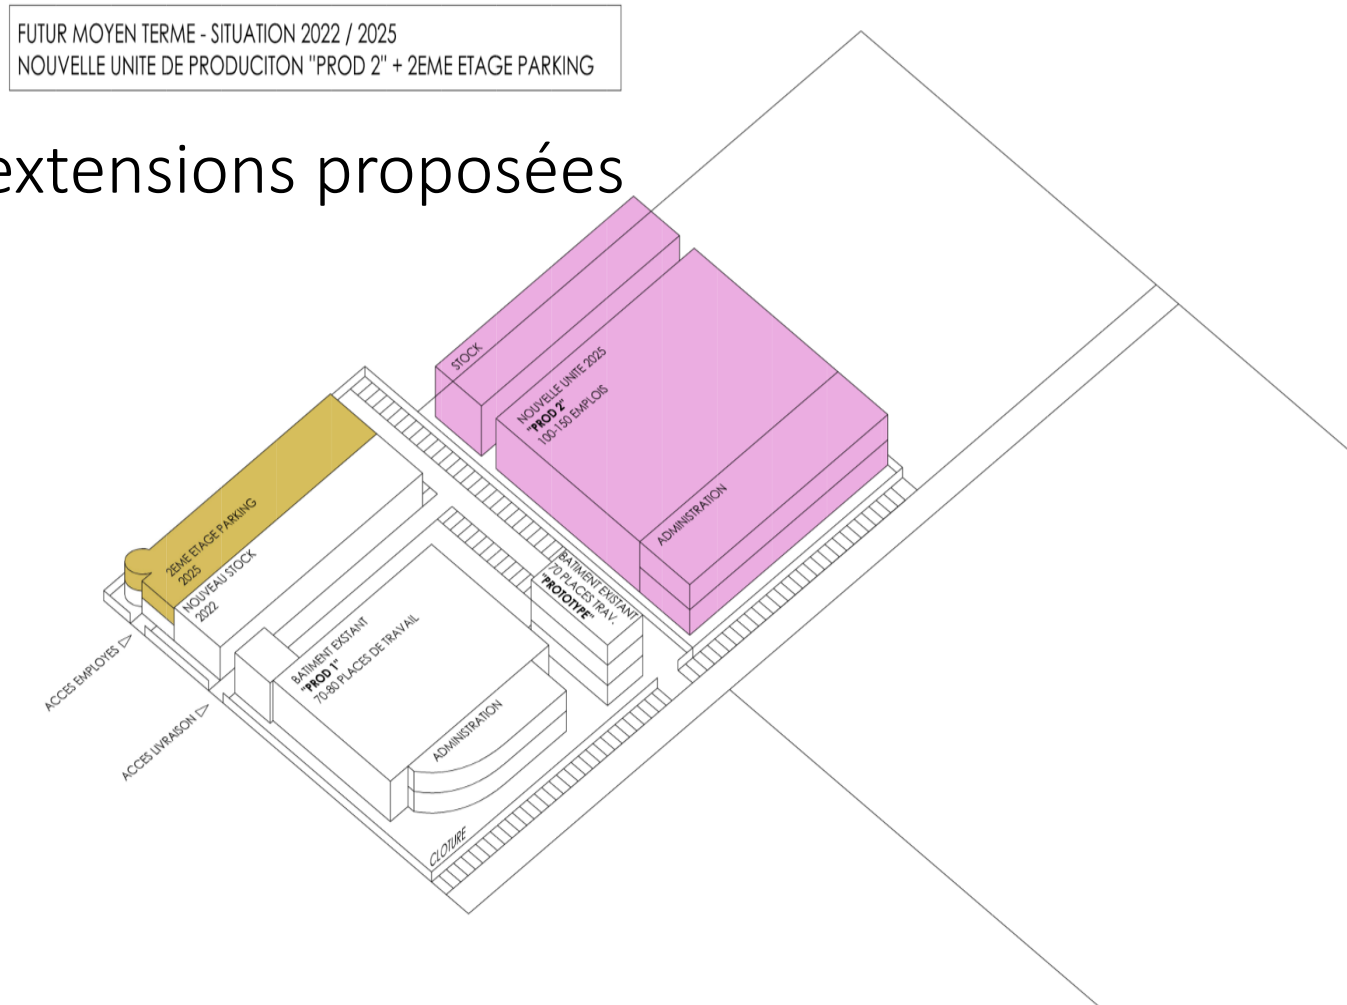 FUTUR MOYEN TERME - SITUATION 2022 / 2025
NOUVELLE UNITE DE PRODUCITON "PROD 2" + 2EME ETAGE PARKING
extensions proposées
STOCK
NOUVELLE UNITE 2025
"PROD 2"
100-150 EMPLOIS
ADMINISTRATION
2EME ETAGE PARKING
2025
NOUVEAU STOCK
2022
BATIMENT EXISTANT
70 PLACES TRAV.
"PROTOTYPE"
BATIMENT EXSTANT
"PROD 1"
70-80 PLACES DE TRAVAIL
ADMINISTRATION
ACCES EMPLOYES
ACCES LIVRAISON
CLOTURE